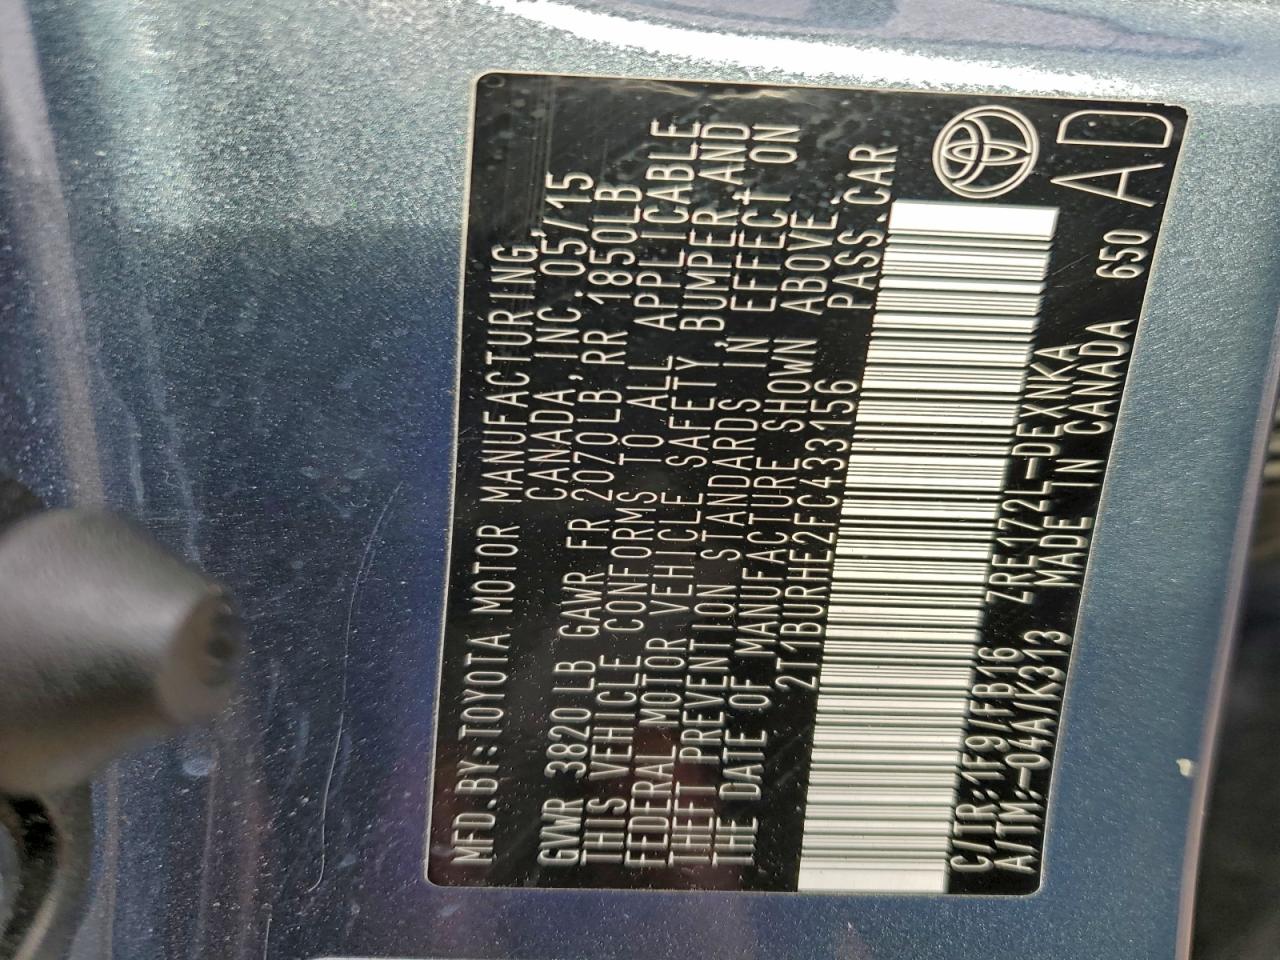 MFD.BY:TOYOTA MOTOR MANUFACTURING,
CANADA, INC. 05/15
GVWR 3820LB GAWR FR 2070LB RR 1850LB
THIS VEHICLE CONFORMS TO ALL APPLICABLE
FEDERAL MOTOR VEHICLE SAFETY, BUMPER, AND
THEFT PREVENTION STANDARDS IN EFFECT ON
THE DATE OF MANUFACTURE SHOWN ABOVE.
2T1BURHE2FC433156 PASS.CAR
C/TR:1F9/FB16 ZRE172L-DEXNKA
A/TM:-04A/K313 MADE IN CANADA 650
AD